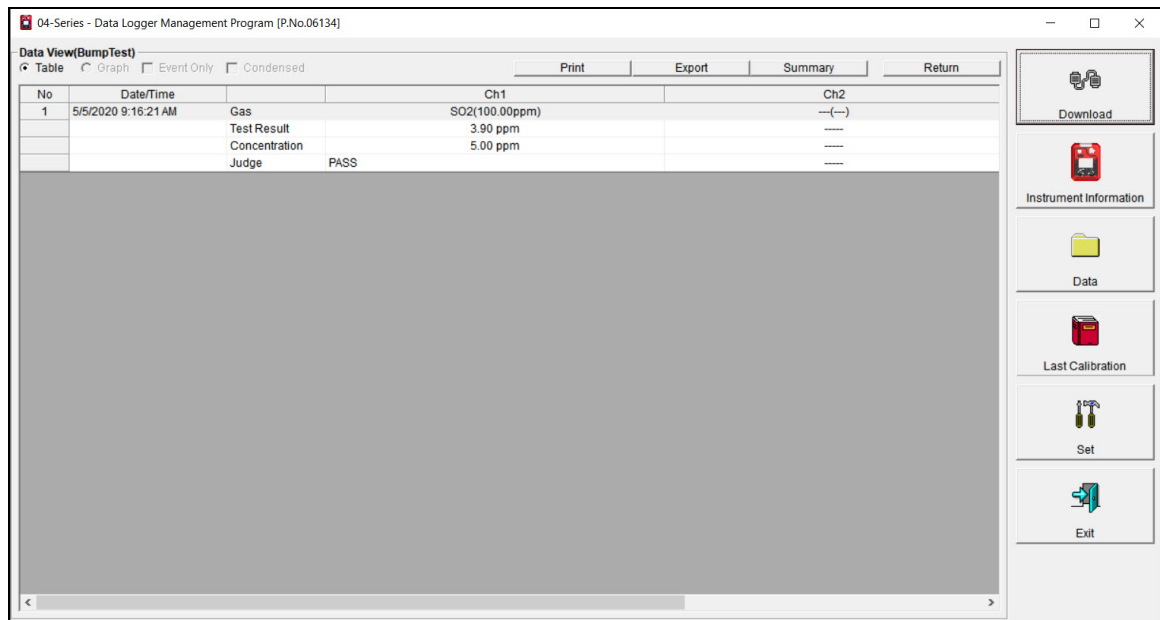 04-Series - Data Logger Management Program [P.No.06134]
Data View(BumpTest)
Table Graph Event Only Condensed Print Export Summary Return
No Date/Time Ch1 Ch2
1 5/5/2020 9:16:21 AM Gas SO2(100.00ppm) ---(---)
Test Result 3.90 ppm -----
Concentration 5.00 ppm -----
Judge PASS -----
Download
Instrument Information
Data
Last Calibration
Set
Exit